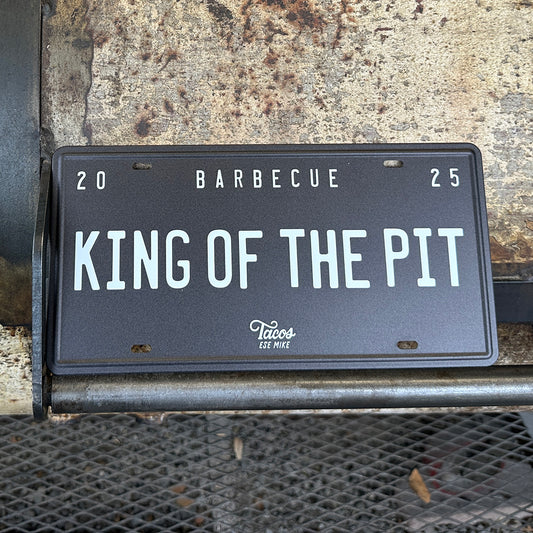 20 BARBECUE 25
KING OF THE PIT
Tacos
ESE MIKE